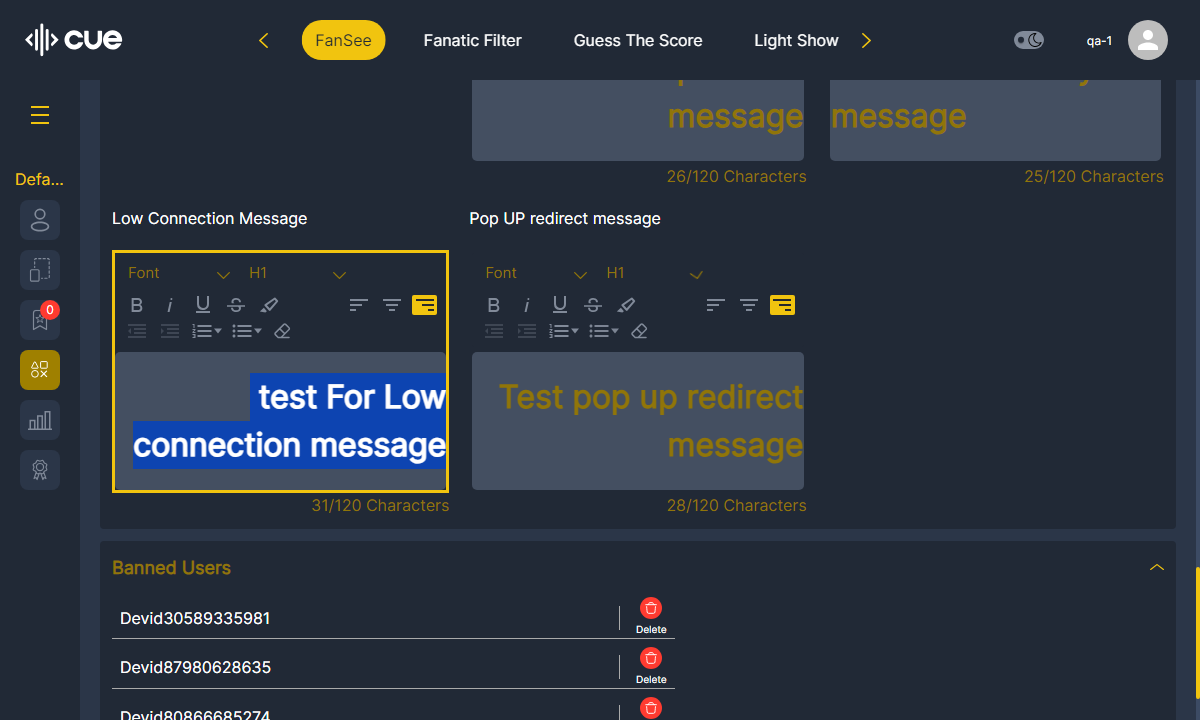 cue
FanSee
Fanatic Filter
Guess The Score
Light Show
qa-1
Defa...
0
message
message
26/120 Characters
25/120 Characters
Low Connection Message
Pop UP redirect message
Font
H1
Font
H1
B i U S
B i U S
test For Low
connection message
Test pop up redirect
message
31/120 Characters
28/120 Characters
Banned Users
Devid30589335981
Delete
Devid87980628635
Delete
Devid80866685274